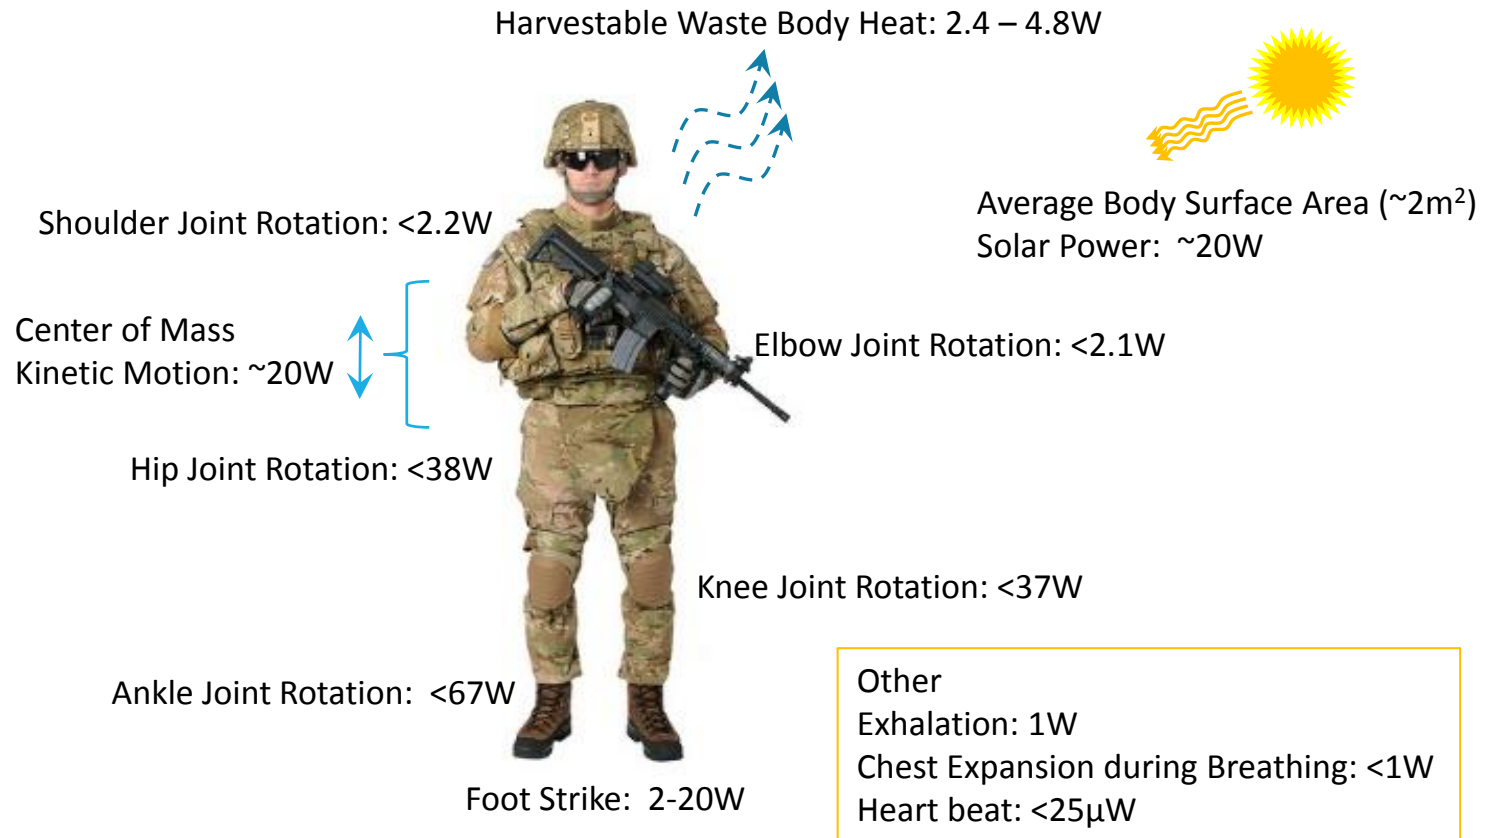 Harvestable Waste Body Heat: 2.4 – 4.8W
Shoulder Joint Rotation: <2.2W
Average Body Surface Area (~2m²)
Solar Power: ~20W
Center of Mass
Kinetic Motion: ~20W
Elbow Joint Rotation: <2.1W
Hip Joint Rotation: <38W
Knee Joint Rotation: <37W
Ankle Joint Rotation: <67W
Foot Strike: 2-20W
Other
Exhalation: 1W
Chest Expansion during Breathing: <1W
Heart beat: <25µW